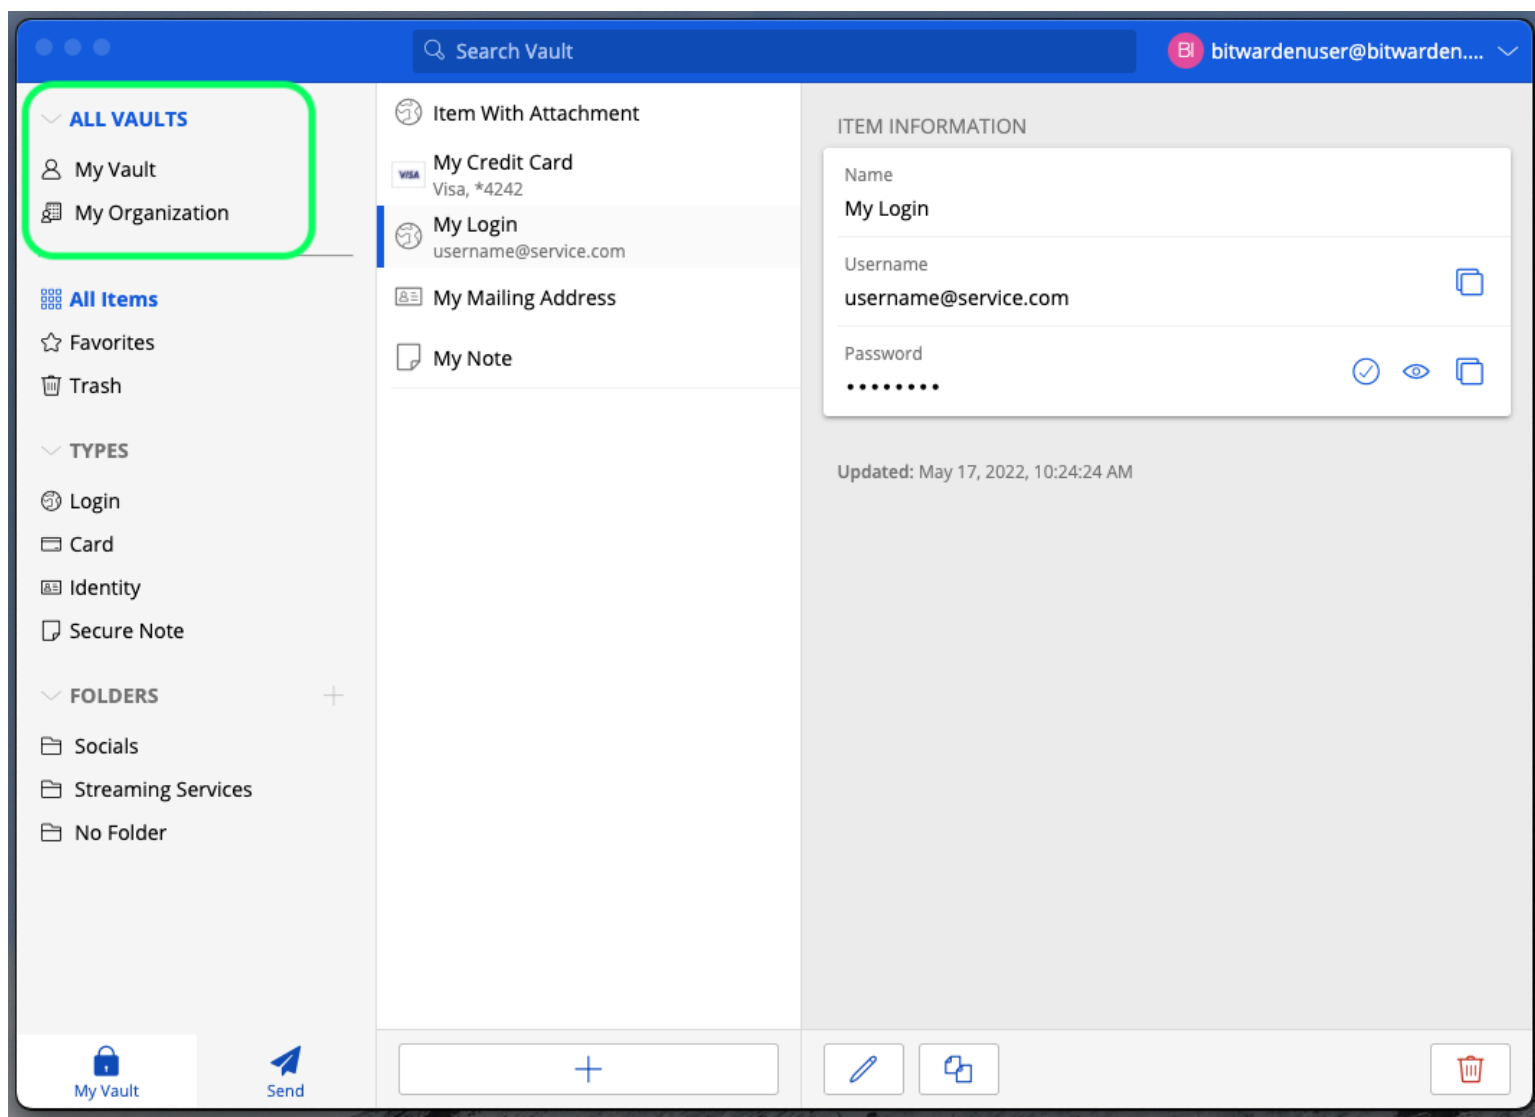 Search Vault
BI
bitwardenuser@bitwarden....
ALL VAULTS
My Vault
My Organization
All Items
Favorites
Trash
TYPES
Login
Card
Identity
Secure Note
FOLDERS
Socials
Streaming Services
No Folder
My Vault
Send
Item With Attachment
VISA
My Credit Card
Visa, *4242
My Login
username@service.com
My Mailing Address
My Note
ITEM INFORMATION
Name
My Login
Username
username@service.com
Password
••••••••
Updated: May 17, 2022, 10:24:24 AM